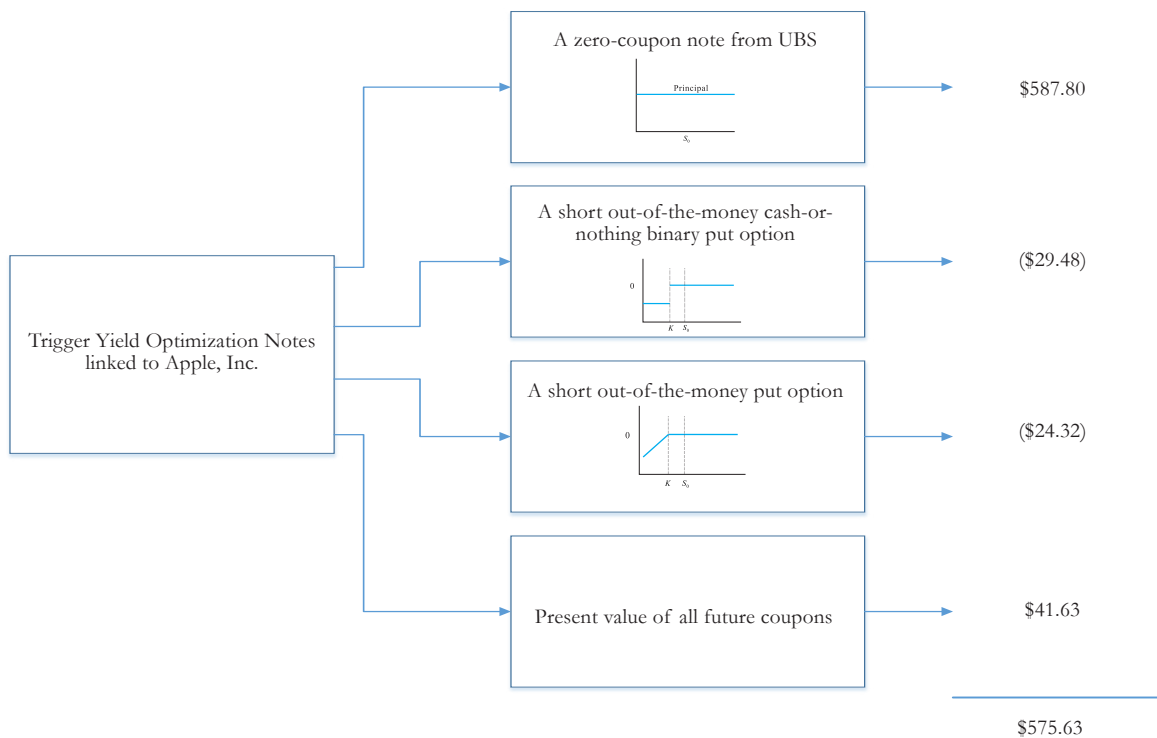 A zero-coupon note from UBS
Principal
S0
$587.80
A short out-of-the-money cash-or-
nothing binary put option
0
K S0
($29.48)
Trigger Yield Optimization Notes
linked to Apple, Inc.
A short out-of-the-money put option
0
K S0
($24.32)
Present value of all future coupons
$41.63
$575.63